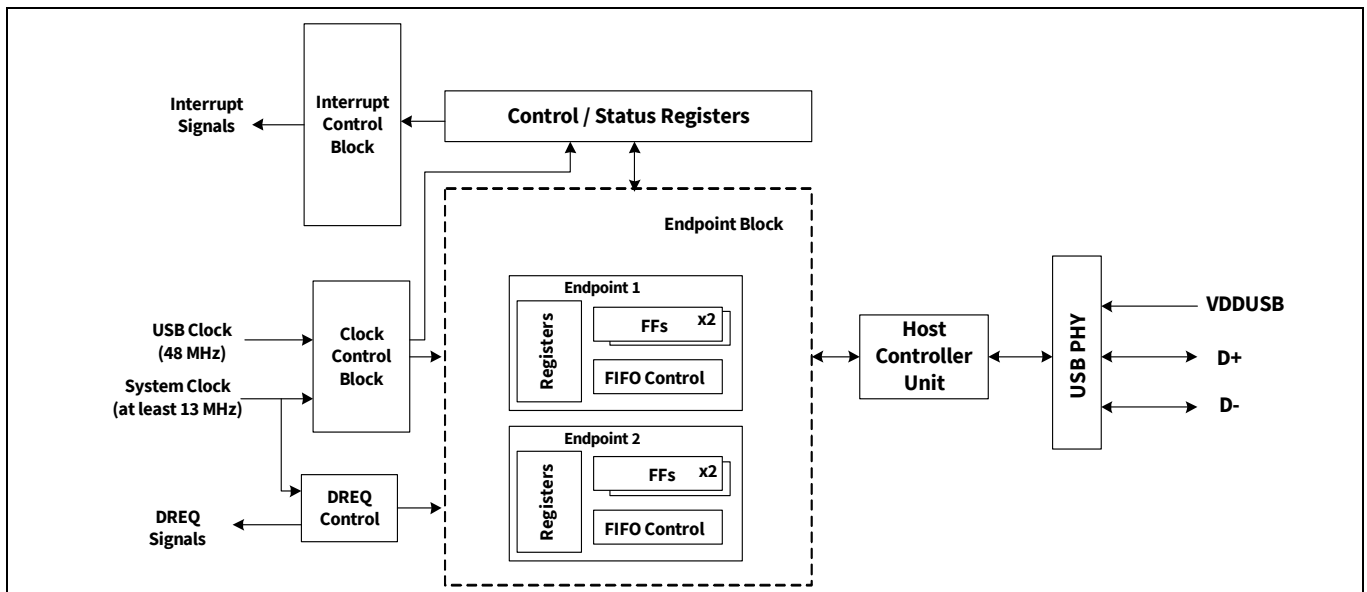 Interrupt
Signals
Interrupt
Control
Block
Control / Status Registers
Endpoint Block
USB Clock
(48 MHz)
System Clock
(at least 13 MHz)
Clock
Control
Block
DREQ
Signals
DREQ
Control
Endpoint 1
Registers
FFs
x2
FIFO Control
Endpoint 2
Registers
FFs
x2
FIFO Control
Host
Controller
Unit
USB PHY
VDDUSB
D+
D-